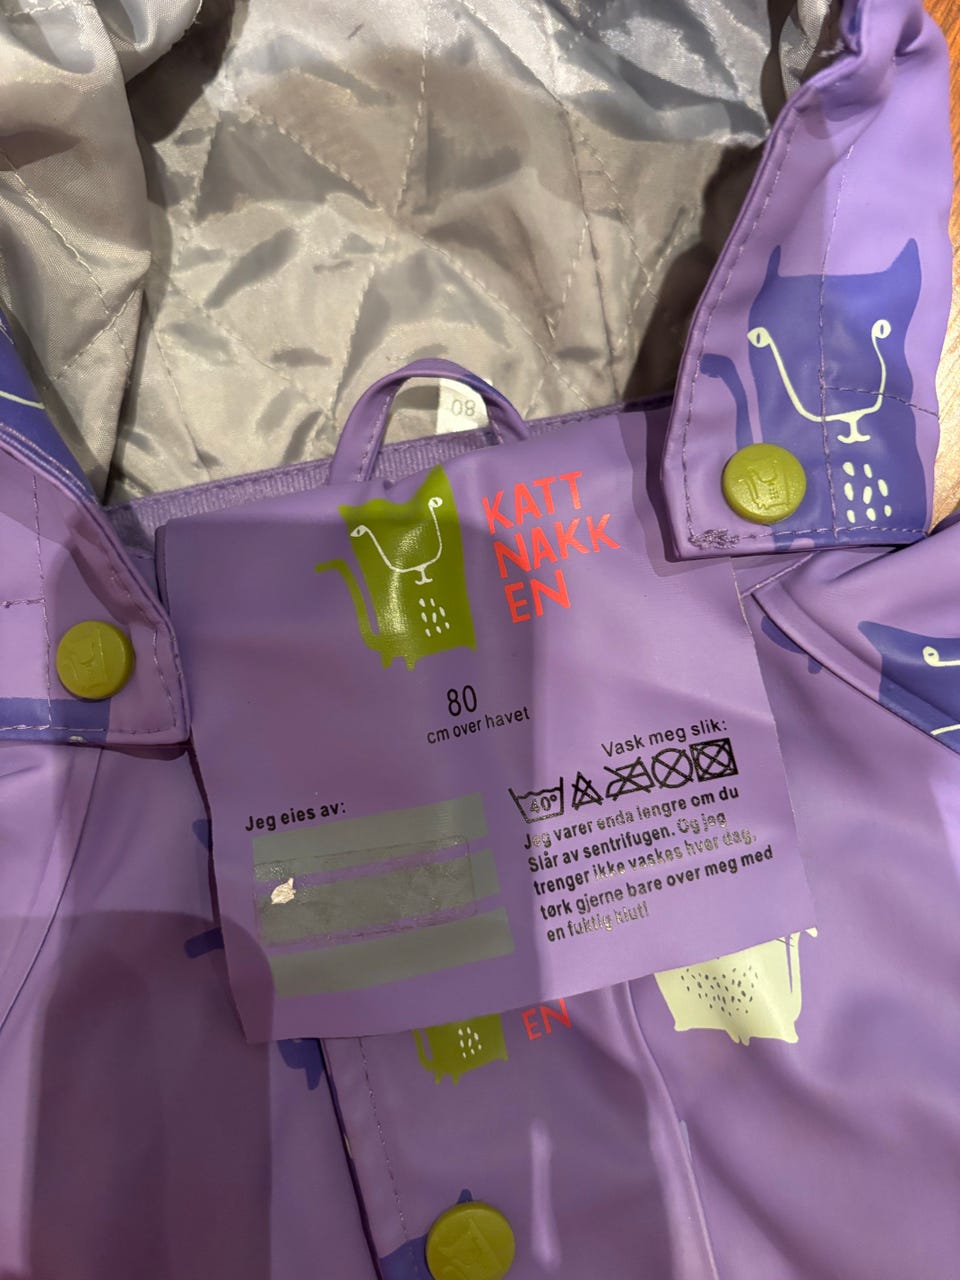 80
KATT
NAKK
EN
80
cm over havet
Vask meg slik:
40°
Jeg varer enda lengre om du
Slår av sentrifugen. Og jeg
trenger ikke vaskes hver dag,
tørk gjerne bare over meg med
en fuktig klut!
Jeg eies av:
EN